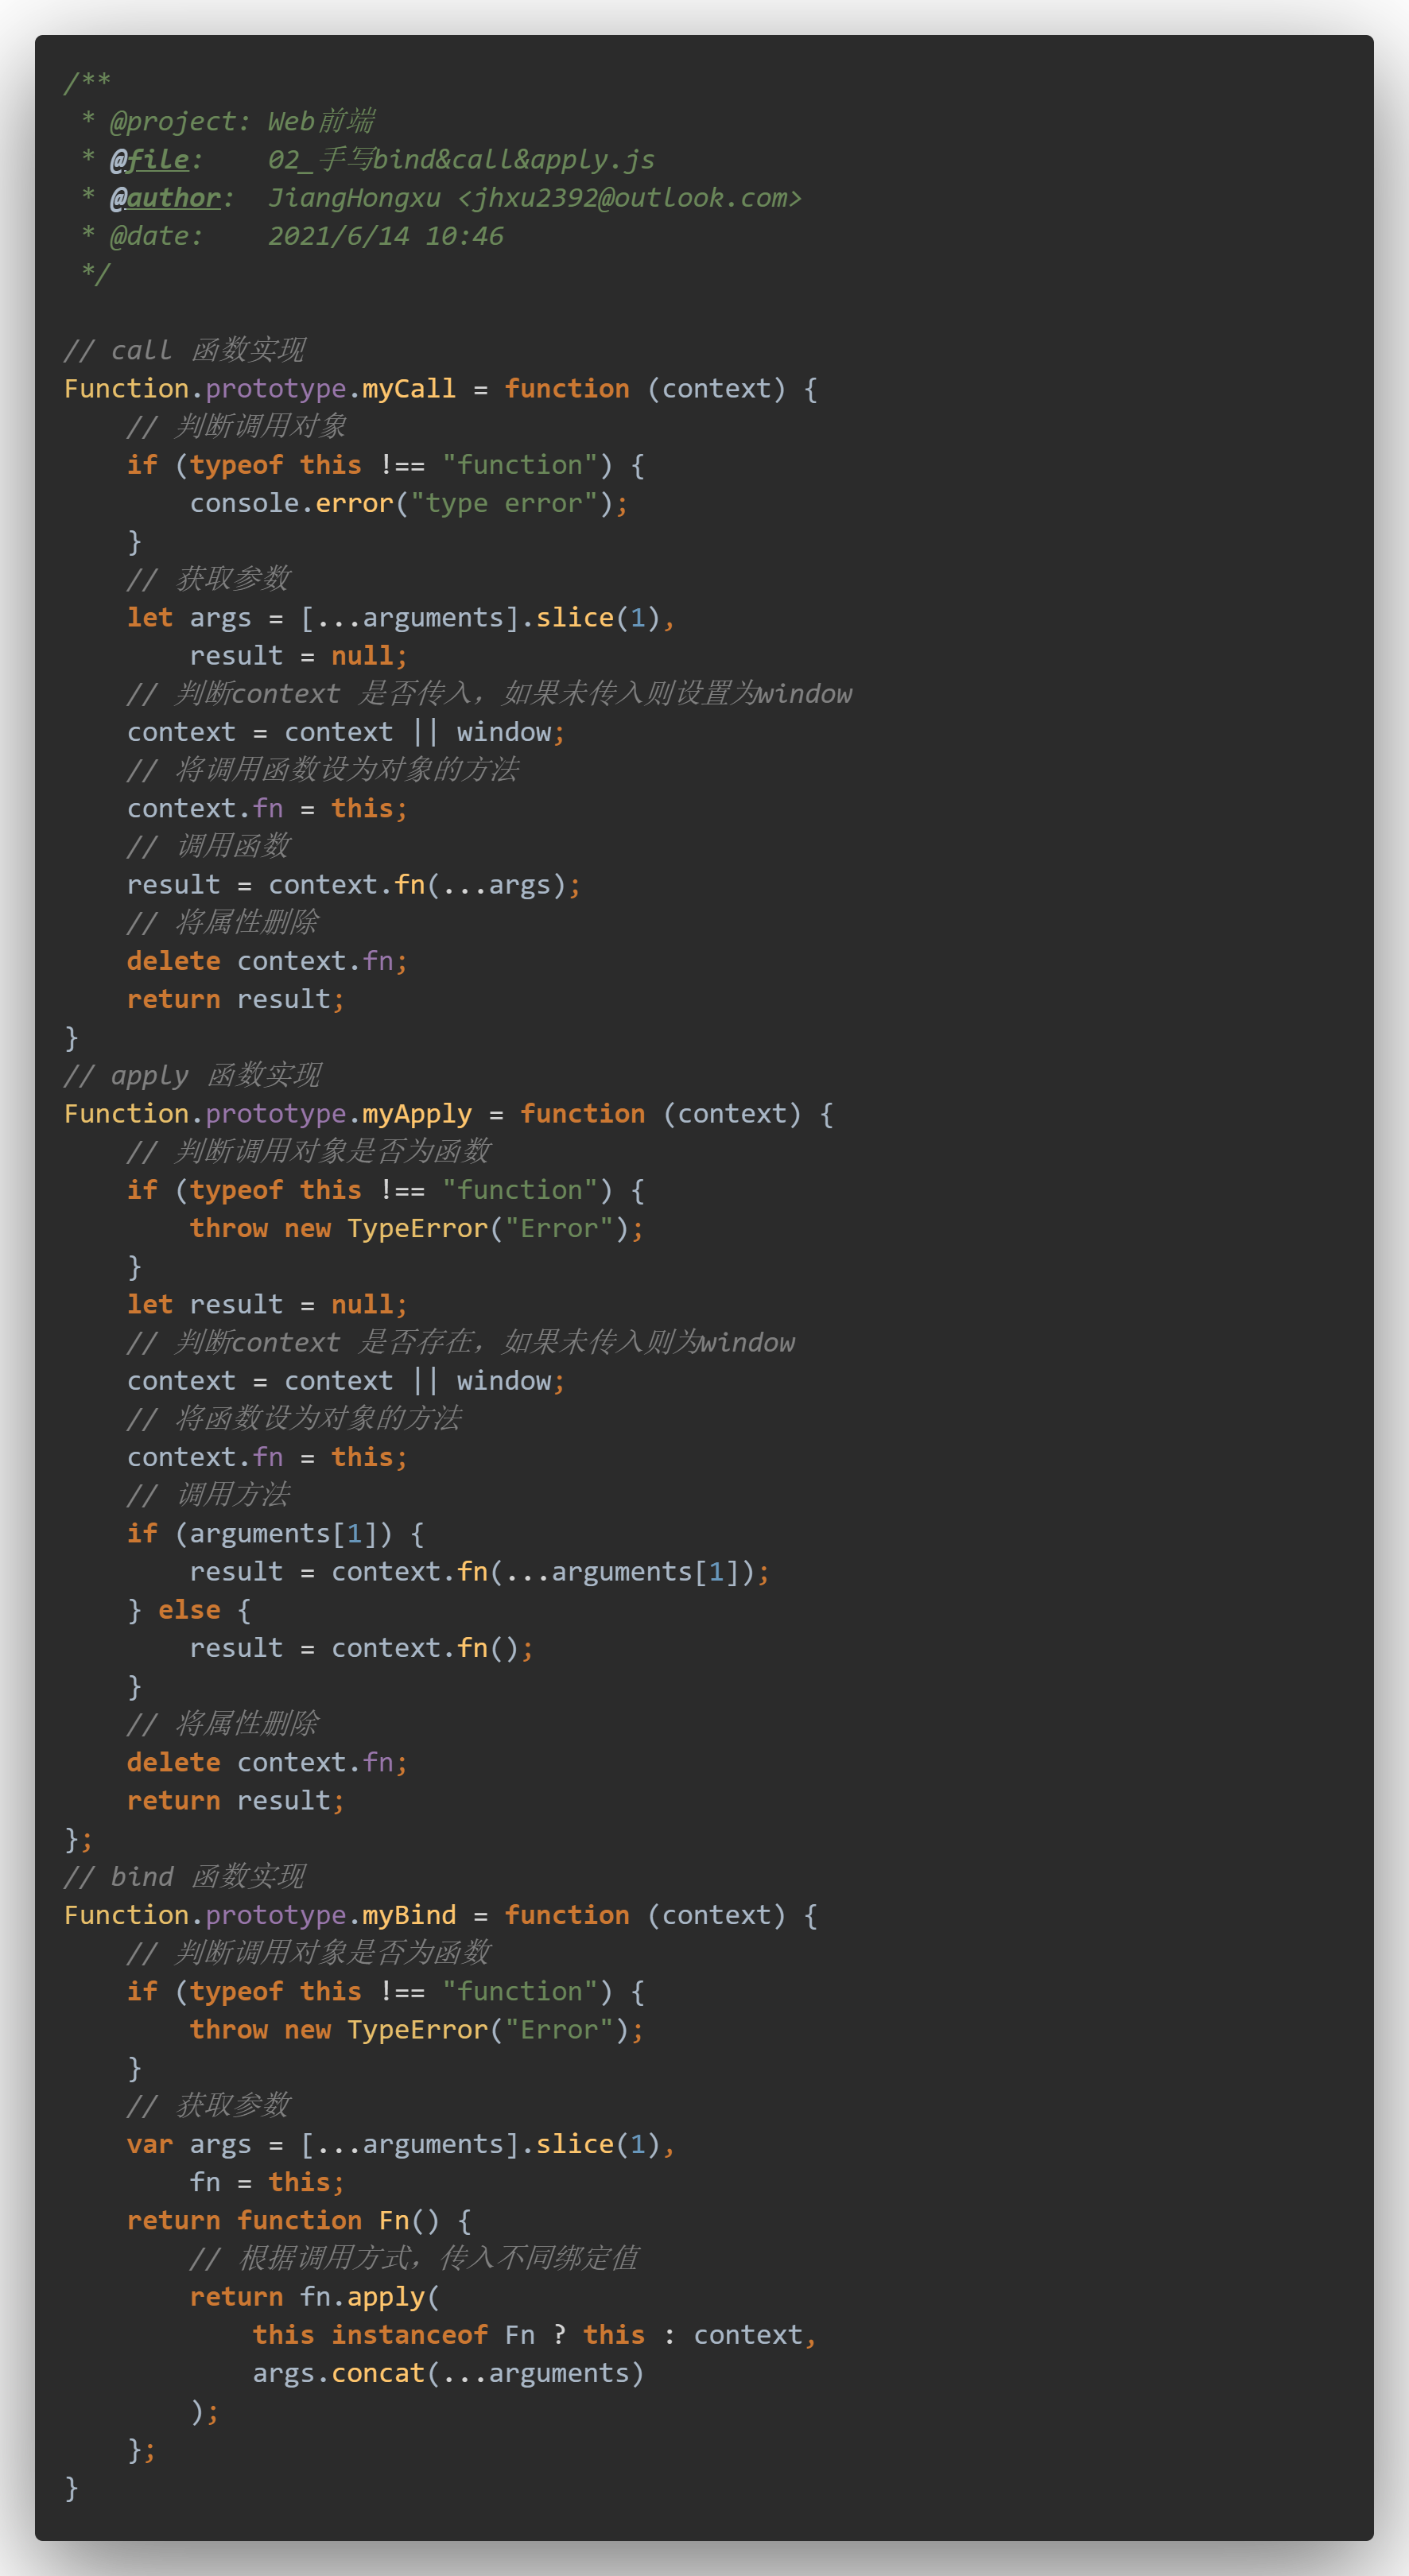 /**
 * @project: Web前端
 * @file:    02_手写bind&call&apply.js
 * @author:  JiangHongxu <jhxu2392@outlook.com>
 * @date:    2021/6/14 10:46
 */

// call 函数实现
Function.prototype.myCall = function (context) {
    // 判断调用对象
    if (typeof this !== "function") {
        console.error("type error");
    }
    // 获取参数
    let args = [...arguments].slice(1),
        result = null;
    // 判断context 是否传入，如果未传入则设置为window
    context = context || window;
    // 将调用函数设为对象的方法
    context.fn = this;
    // 调用函数
    result = context.fn(...args);
    // 将属性删除
    delete context.fn;
    return result;
}
// apply 函数实现
Function.prototype.myApply = function (context) {
    // 判断调用对象是否为函数
    if (typeof this !== "function") {
        throw new TypeError("Error");
    }
    let result = null;
    // 判断context 是否存在，如果未传入则为window
    context = context || window;
    // 将函数设为对象的方法
    context.fn = this;
    // 调用方法
    if (arguments[1]) {
        result = context.fn(...arguments[1]);
    } else {
        result = context.fn();
    }
    // 将属性删除
    delete context.fn;
    return result;
};
// bind 函数实现
Function.prototype.myBind = function (context) {
    // 判断调用对象是否为函数
    if (typeof this !== "function") {
        throw new TypeError("Error");
    }
    // 获取参数
    var args = [...arguments].slice(1),
        fn = this;
    return function Fn() {
        // 根据调用方式，传入不同绑定值
        return fn.apply(
            this instanceof Fn ? this : context,
            args.concat(...arguments)
        );
    };
}